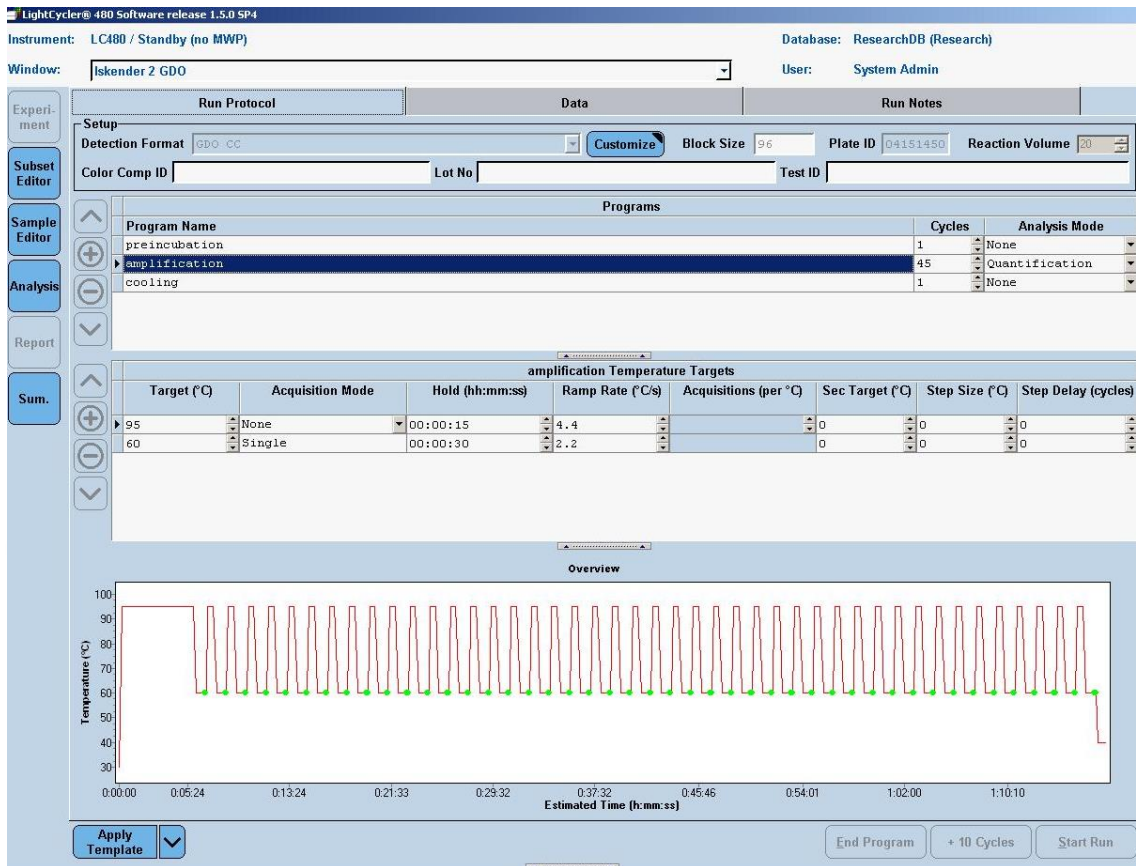 LightCycler® 480 Software release 1.5.0 SP4
Instrument: LC480 / Standby (no MWP) Database: ResearchDB (Research)
Window: Iskender 2 GDO User: System Admin
Experi-
ment
Subset
Editor
Sample
Editor
Analysis
Report
Sum.
Run Protocol Data Run Notes
Setup
Detection Format GDO CC Customize Block Size 96 Plate ID 04151450 Reaction Volume 20
Color Comp ID Lot No Test ID
Programs
Program Name Cycles Analysis Mode
preincubation 1 None
amplification 45 Quantification
cooling 1 None
amplification Temperature Targets
Target (°C) Acquisition Mode Hold (hh:mm:ss) Ramp Rate (°C/s) Acquisitions (per °C) Sec Target (°C) Step Size (°C) Step Delay (cycles)
95 None 00:00:15 4.4 0 0 0
60 Single 00:00:30 2.2 0 0 0
Overview
Temperature (°C)
100
90
80
70
60
50
40
30
0:00:00 0:05:24 0:13:24 0:21:33 0:29:32 0:37:32 0:45:46 0:54:01 1:02:00 1:10:10
Estimated Time (h:mm:ss)
Apply
Template
End Program + 10 Cycles Start Run